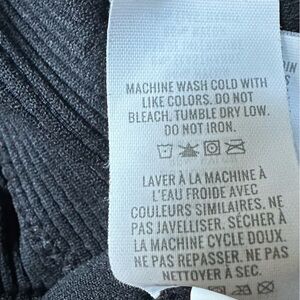 MACHINE WASH COLD WITH
LIKE COLORS. DO NOT
BLEACH. TUMBLE DRY LOW.
DO NOT IRON.
LAVER À LA MACHINE À
L'EAU FROIDE AVEC
COULEURS SIMILAIRES. NE
PAS JAVELLISER. SÉCHER À
LA MACHINE CYCLE DOUX.
NE PAS REPASSER. NE PAS
NETTOYER À SEC.